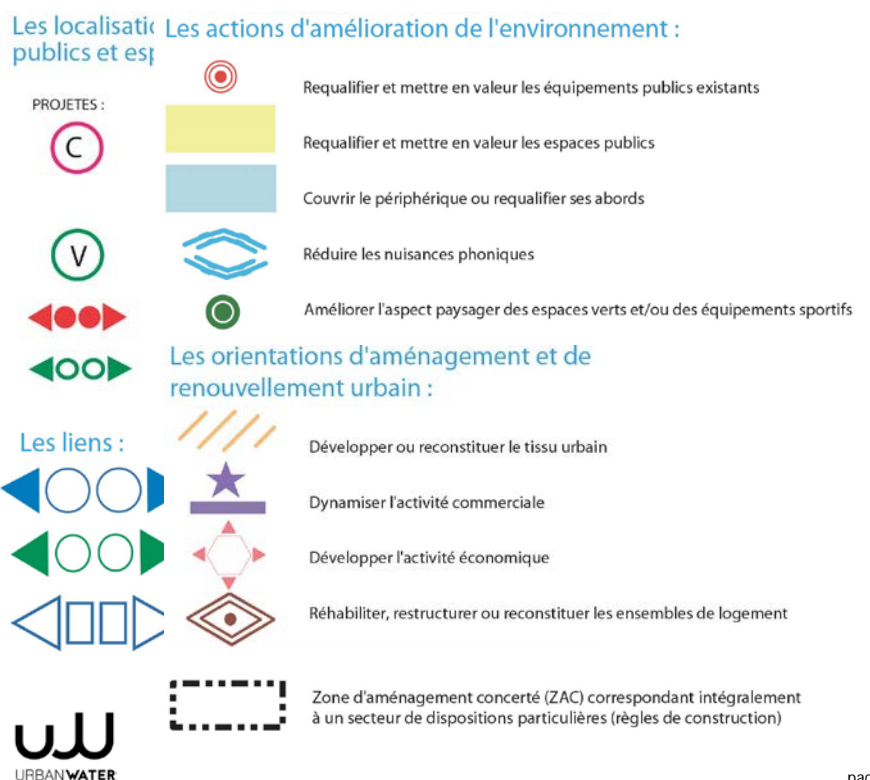 Les localisatic
publics et esp
PROJETES :
C
V
Les liens :
URBANWATER
Les actions d'amélioration de l'environnement :
Requalifier et mettre en valeur les équipements publics existants
Requalifier et mettre en valeur les espaces publics
Couvrir le périphérique ou requalifier ses abords
Réduire les nuisances phoniques
Améliorer l'aspect paysager des espaces verts et/ou des équipements sportifs
Les orientations d'aménagement et de
renouvellement urbain :
Développer ou reconstituer le tissu urbain
Dynamiser l'activité commerciale
Développer l'activité économique
Réhabiliter, restructurer ou reconstituer les ensembles de logement
Zone d'aménagement concerté (ZAC) correspondant intégralement
à un secteur de dispositions particulières (règles de construction)